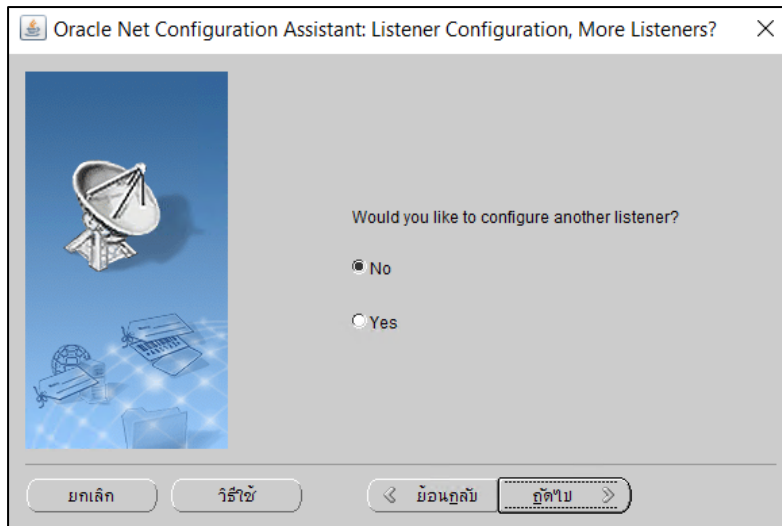 Oracle Net Configuration Assistant: Listener Configuration, More Listeners?
Would you like to configure another listener?
No
Yes
ยกเลิก
วิธีใช้
ย้อนกลับ
ถัดไป